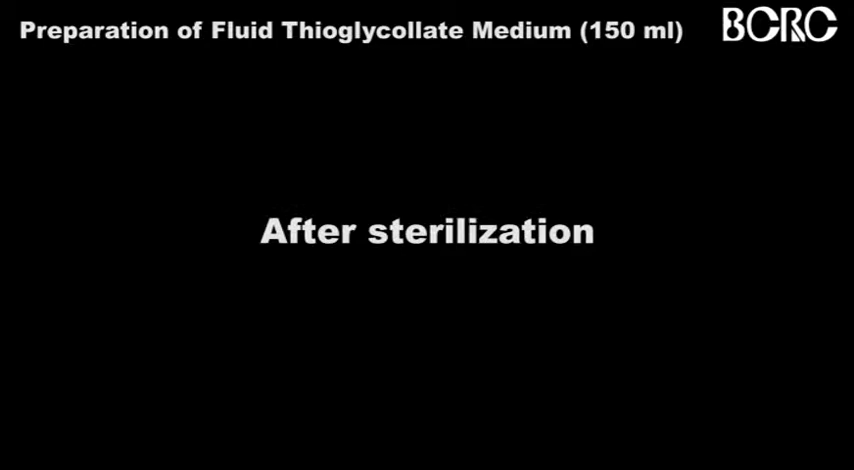 Preparation of Fluid Thioglycollate Medium (150 ml)
BCRC
After sterilization